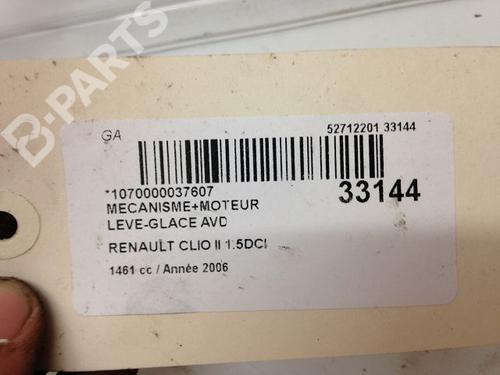 B-PARTS
GA
52712201 33144
*1070000037607
33144
MECANISME+MOTEUR
LEVE-GLACE AVD
RENAULT CLIO II 1.5DCI
1461 cc / Année 2006